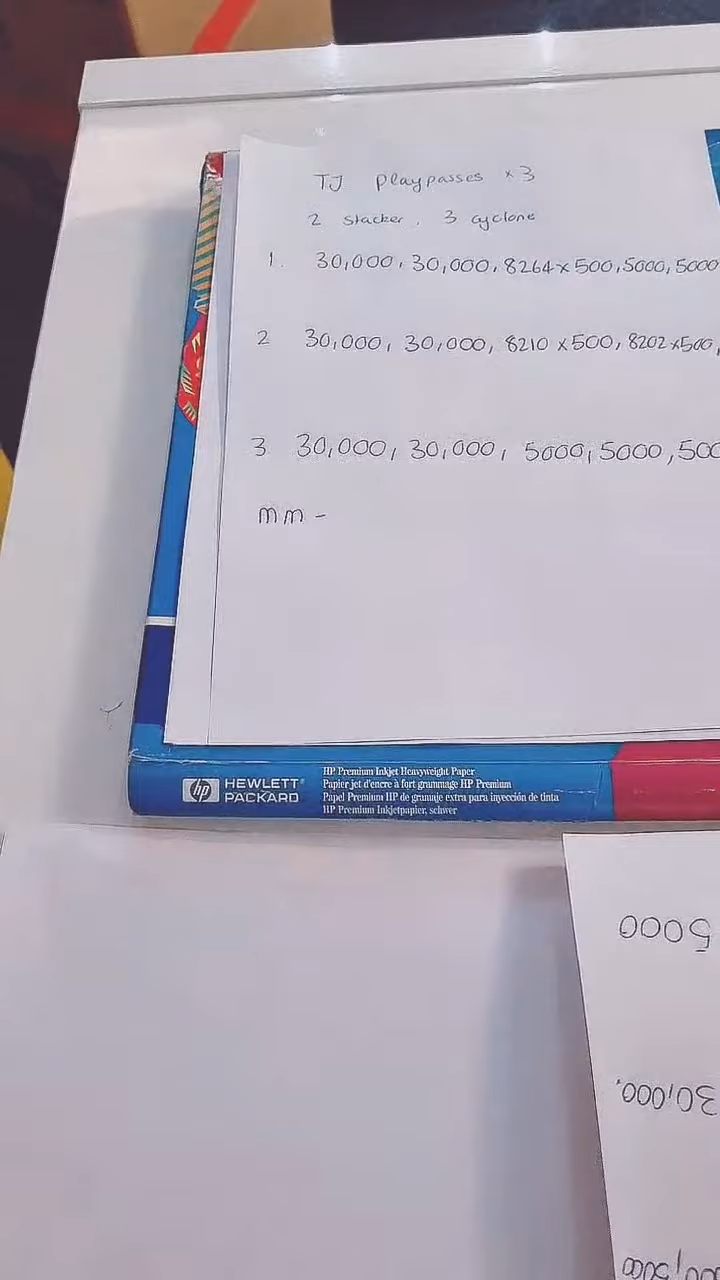 TJ Playpasses x 3
2 stacker, 3 cyclone
1. 30,000, 30,000, 8264 x 500, 5000, 5000
2 30,000, 30,000, 8210 x 500, 8202 x 500,
3 30,000, 30,000, 5000, 5000, 500
mm -
hp HEWLETT® PACKARD
HP Premium Inkjet Heavyweight Paper
Papier jet d'encre à fort grammage HP Premium
Papel Premium HP de gramaje extra para inyección de tinta
HP Premium Inkjetpapier, schwer
5000
30,000,
5000